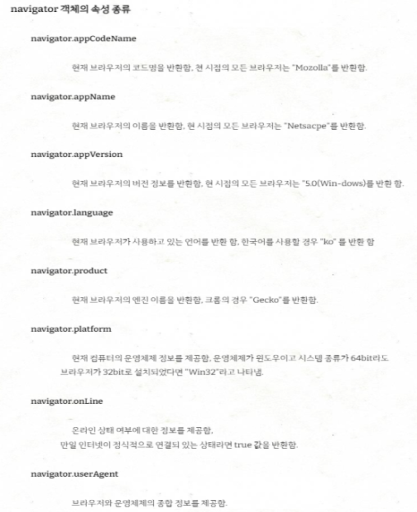 navigator 객체의 속성 종류
navigator.appCodeName
현재 브라우저의 코드명을 반환함, 현 시점의 모든 브라우저는 "Mozolla"를 반환함.
navigator.appName
현재 브라우저의 이름을 반환함, 현 시점의 모든 브라우저는 "Netsacpe"를 반환함.
navigator.appVersion
현재 브라우저의 버전 정보를 반환함, 현 시점의 모든 브라우저는 "5.0(Win-dows)를 반환 함.
navigator.language
현재 브라우저가 사용하고 있는 언어를 반환 함, 한국어를 사용할 경우 "ko" 를 반환 함
navigator.product
현재 브라우저의 엔진 이름을 반환함, 크롬의 경우 "Gecko"를 반환함.
navigator.platform
현재 컴퓨터의 운영체제 정보를 제공함, 운영체제가 윈도우이고 시스템 종류가 64bit라도
브라우저가 32bit로 설치되었다면 "Win32"라고 나타냄.
navigator.onLine
온라인 상태 여부에 대한 정보를 제공함,
만일 인터넷이 정식적으로 연결되 있는 상태라면 true 값을 반환함.
navigator.userAgent
브라우저와 운영체제의 종합 정보를 제공함.